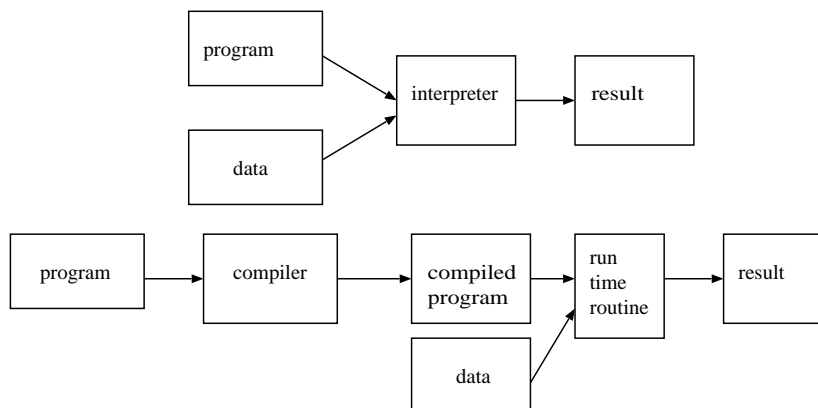 program
interpreter
result
data
program
compiler
compiled
program
run
time
routine
result
data